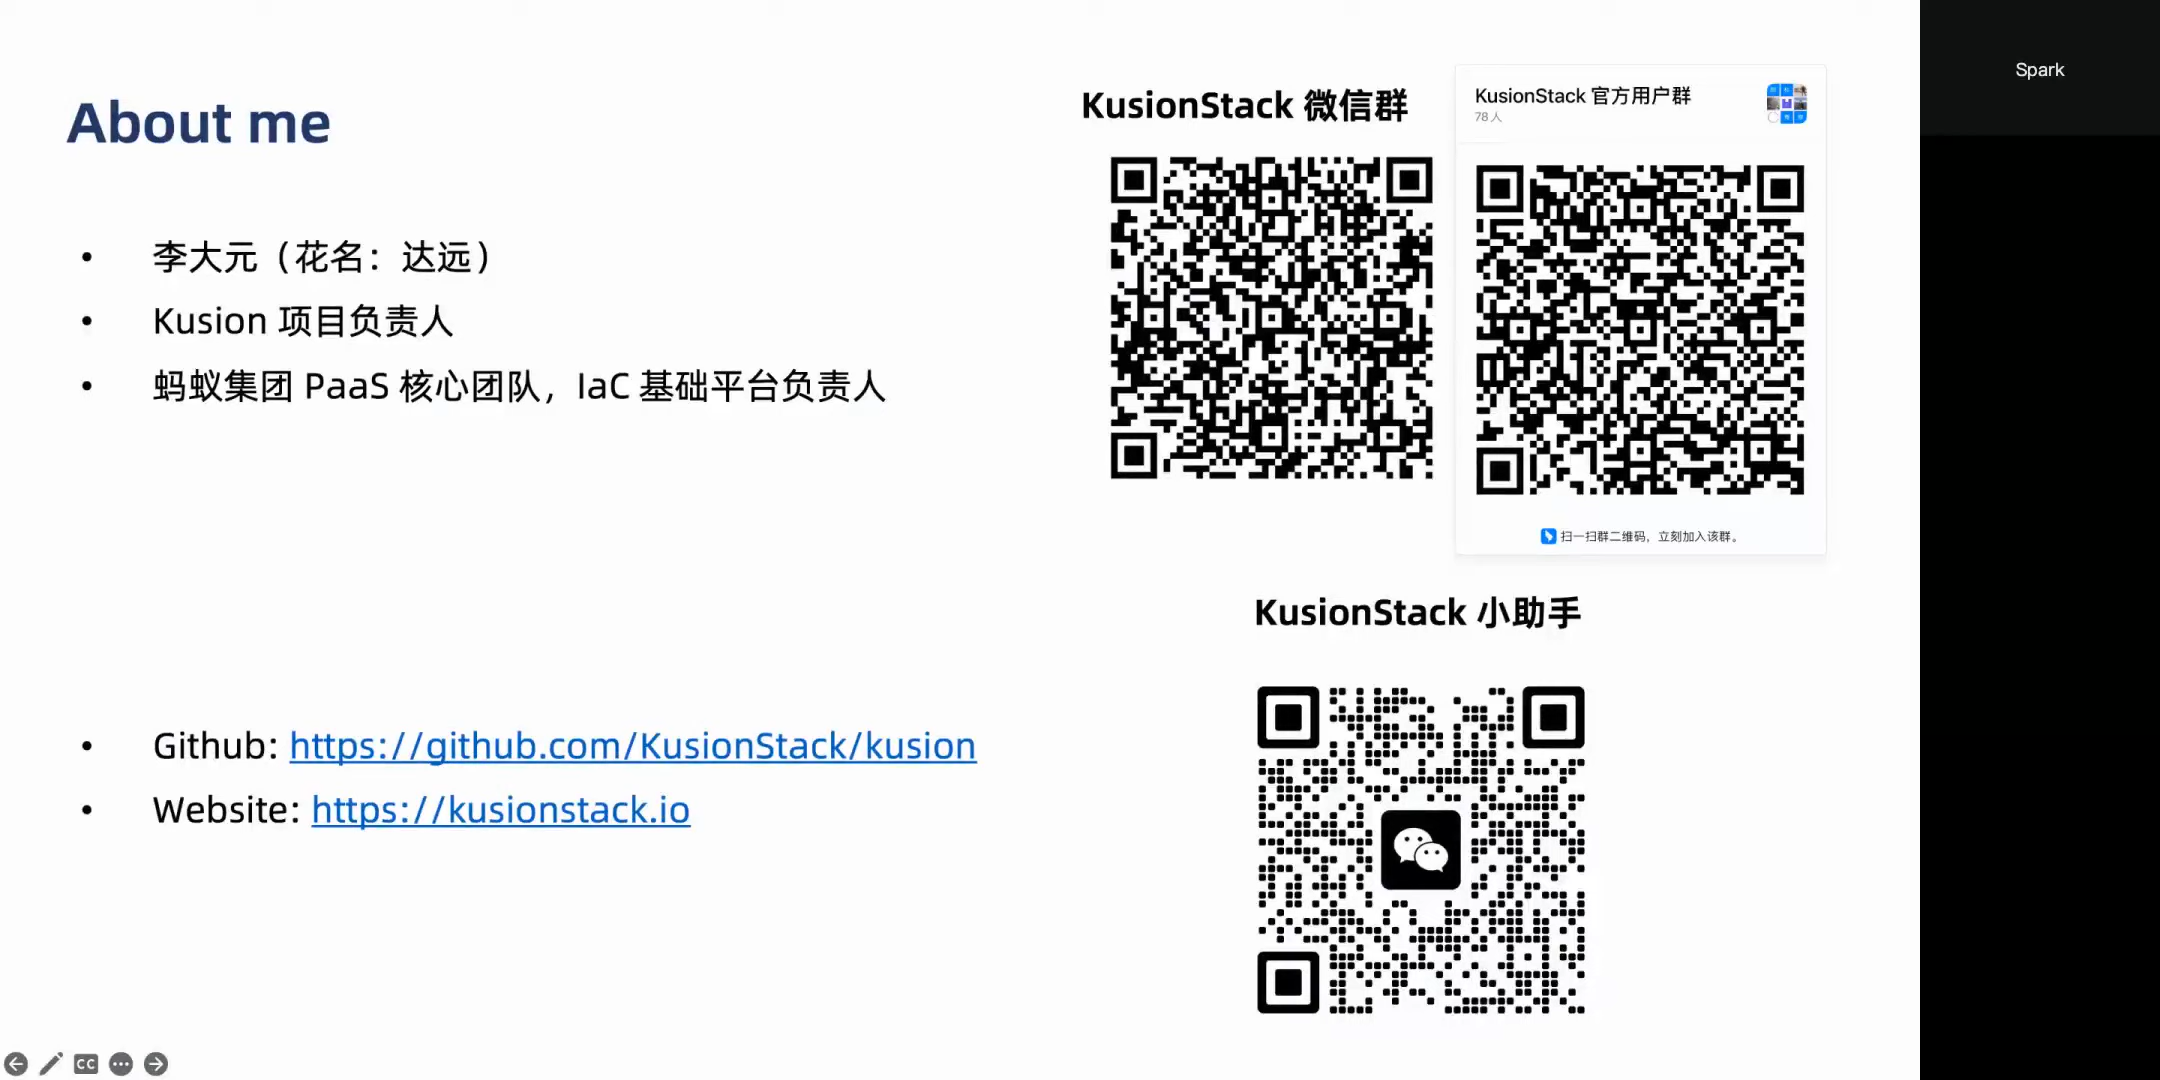 About me
李大元（花名：达远）
Kusion 项目负责人
蚂蚁集团 PaaS 核心团队，IaC 基础平台负责人
Github: https://github.com/KusionStack/kusion
Website: https://kusionstack.io
KusionStack 微信群
KusionStack 官方用户群
78 人
扫一扫群二维码，立刻加入该群。
KusionStack 小助手
Spark
CC